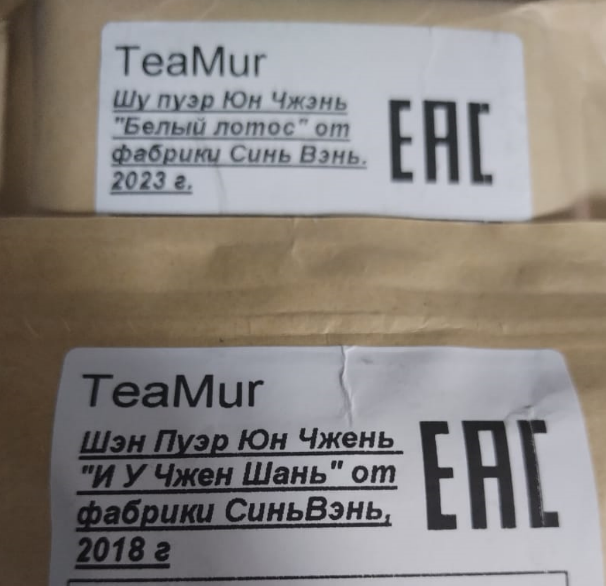 TeaMur
Шу пуэр Юн Чжэнь
"Белый лотос" от
фабрики Синь Вэнь.
2023 г.
EAC
TeaMur
Шэн Пуэр Юн Чжень
"И У Чжен Шань" от
фабрики СиньВэнь,
2018 г
EAC